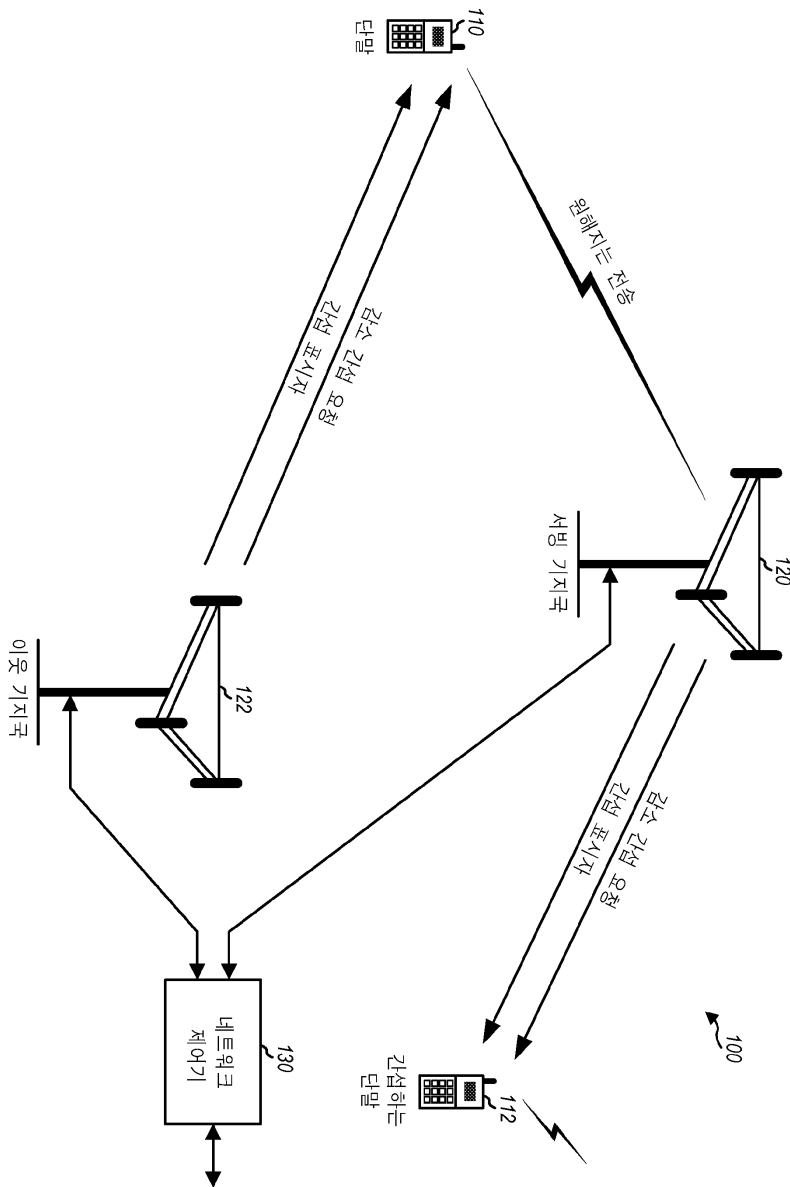 120
100
원해지는 전송
감소 간섭 요청
간섭 표시자
서빙 기지국
110
단말
112
간섭하는
단말
감소 간섭 요청
간섭 표시자
130
122
네트워크
제어기
이웃 기지국